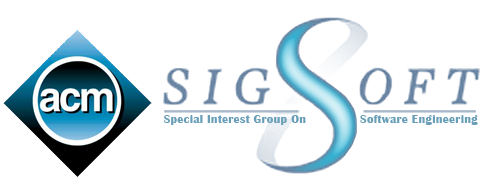 acm
SIGSOFT
Special Interest Group On Software Engineering